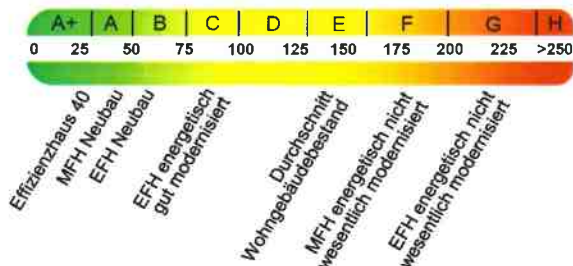 A+ A B C D E F G H
0 25 50 75 100 125 150 175 200 225 >250
Effizienzhaus 40
MFH Neubau
EFH Neubau
EFH energetisch
gut modernisiert
Durchschnitt
Wohngebäudebestand
MFH energetisch nicht
wesentlich modernisiert
EFH energetisch nicht
wesentlich modernisiert